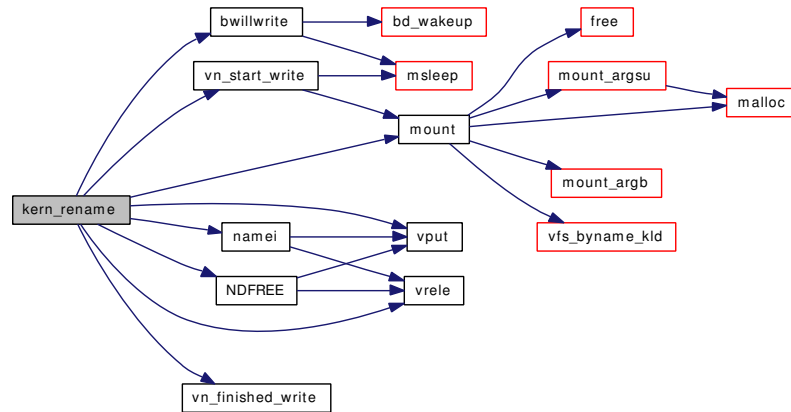 bwillwrite
bd_wakeup
free
vn_start_write
msleep
mount_argsu
malloc
mount
mount_argb
kern_rename
namei
vput
vfs_byname_kld
NDFREE
vrele
vn_finished_write